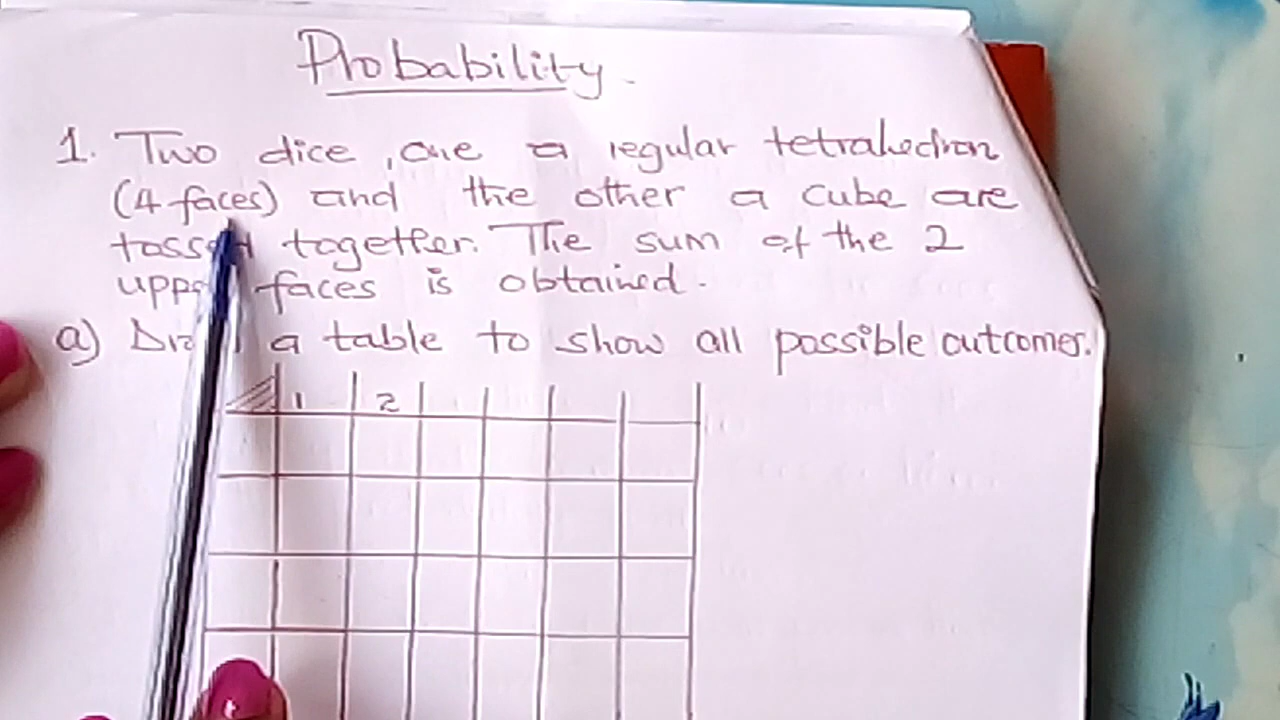 Probability
1. Two dice, one a regular tetrahedron
(4 faces) and the other a cube are
together. The sum of the 2
faces is obtained.
a) a table to show all possible outcomes.
1 2